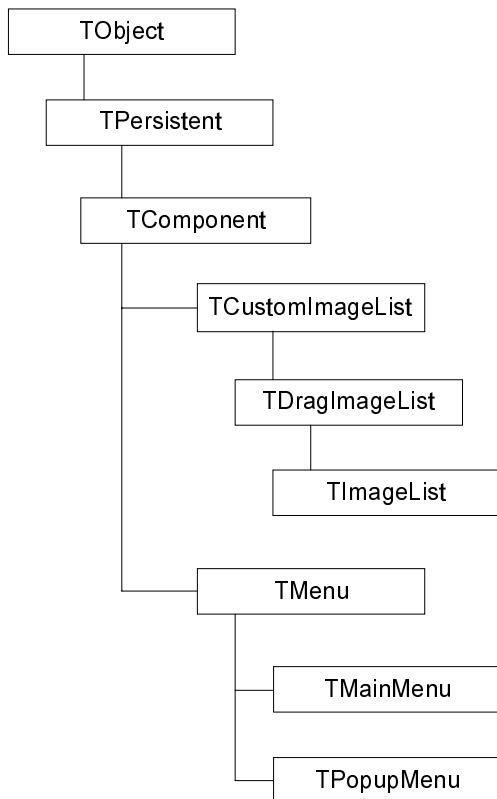 TObject
TPersistent
TComponent
TCustomImageList
TDragImageList
TImageList
TMenu
TMainMenu
TPopupMenu